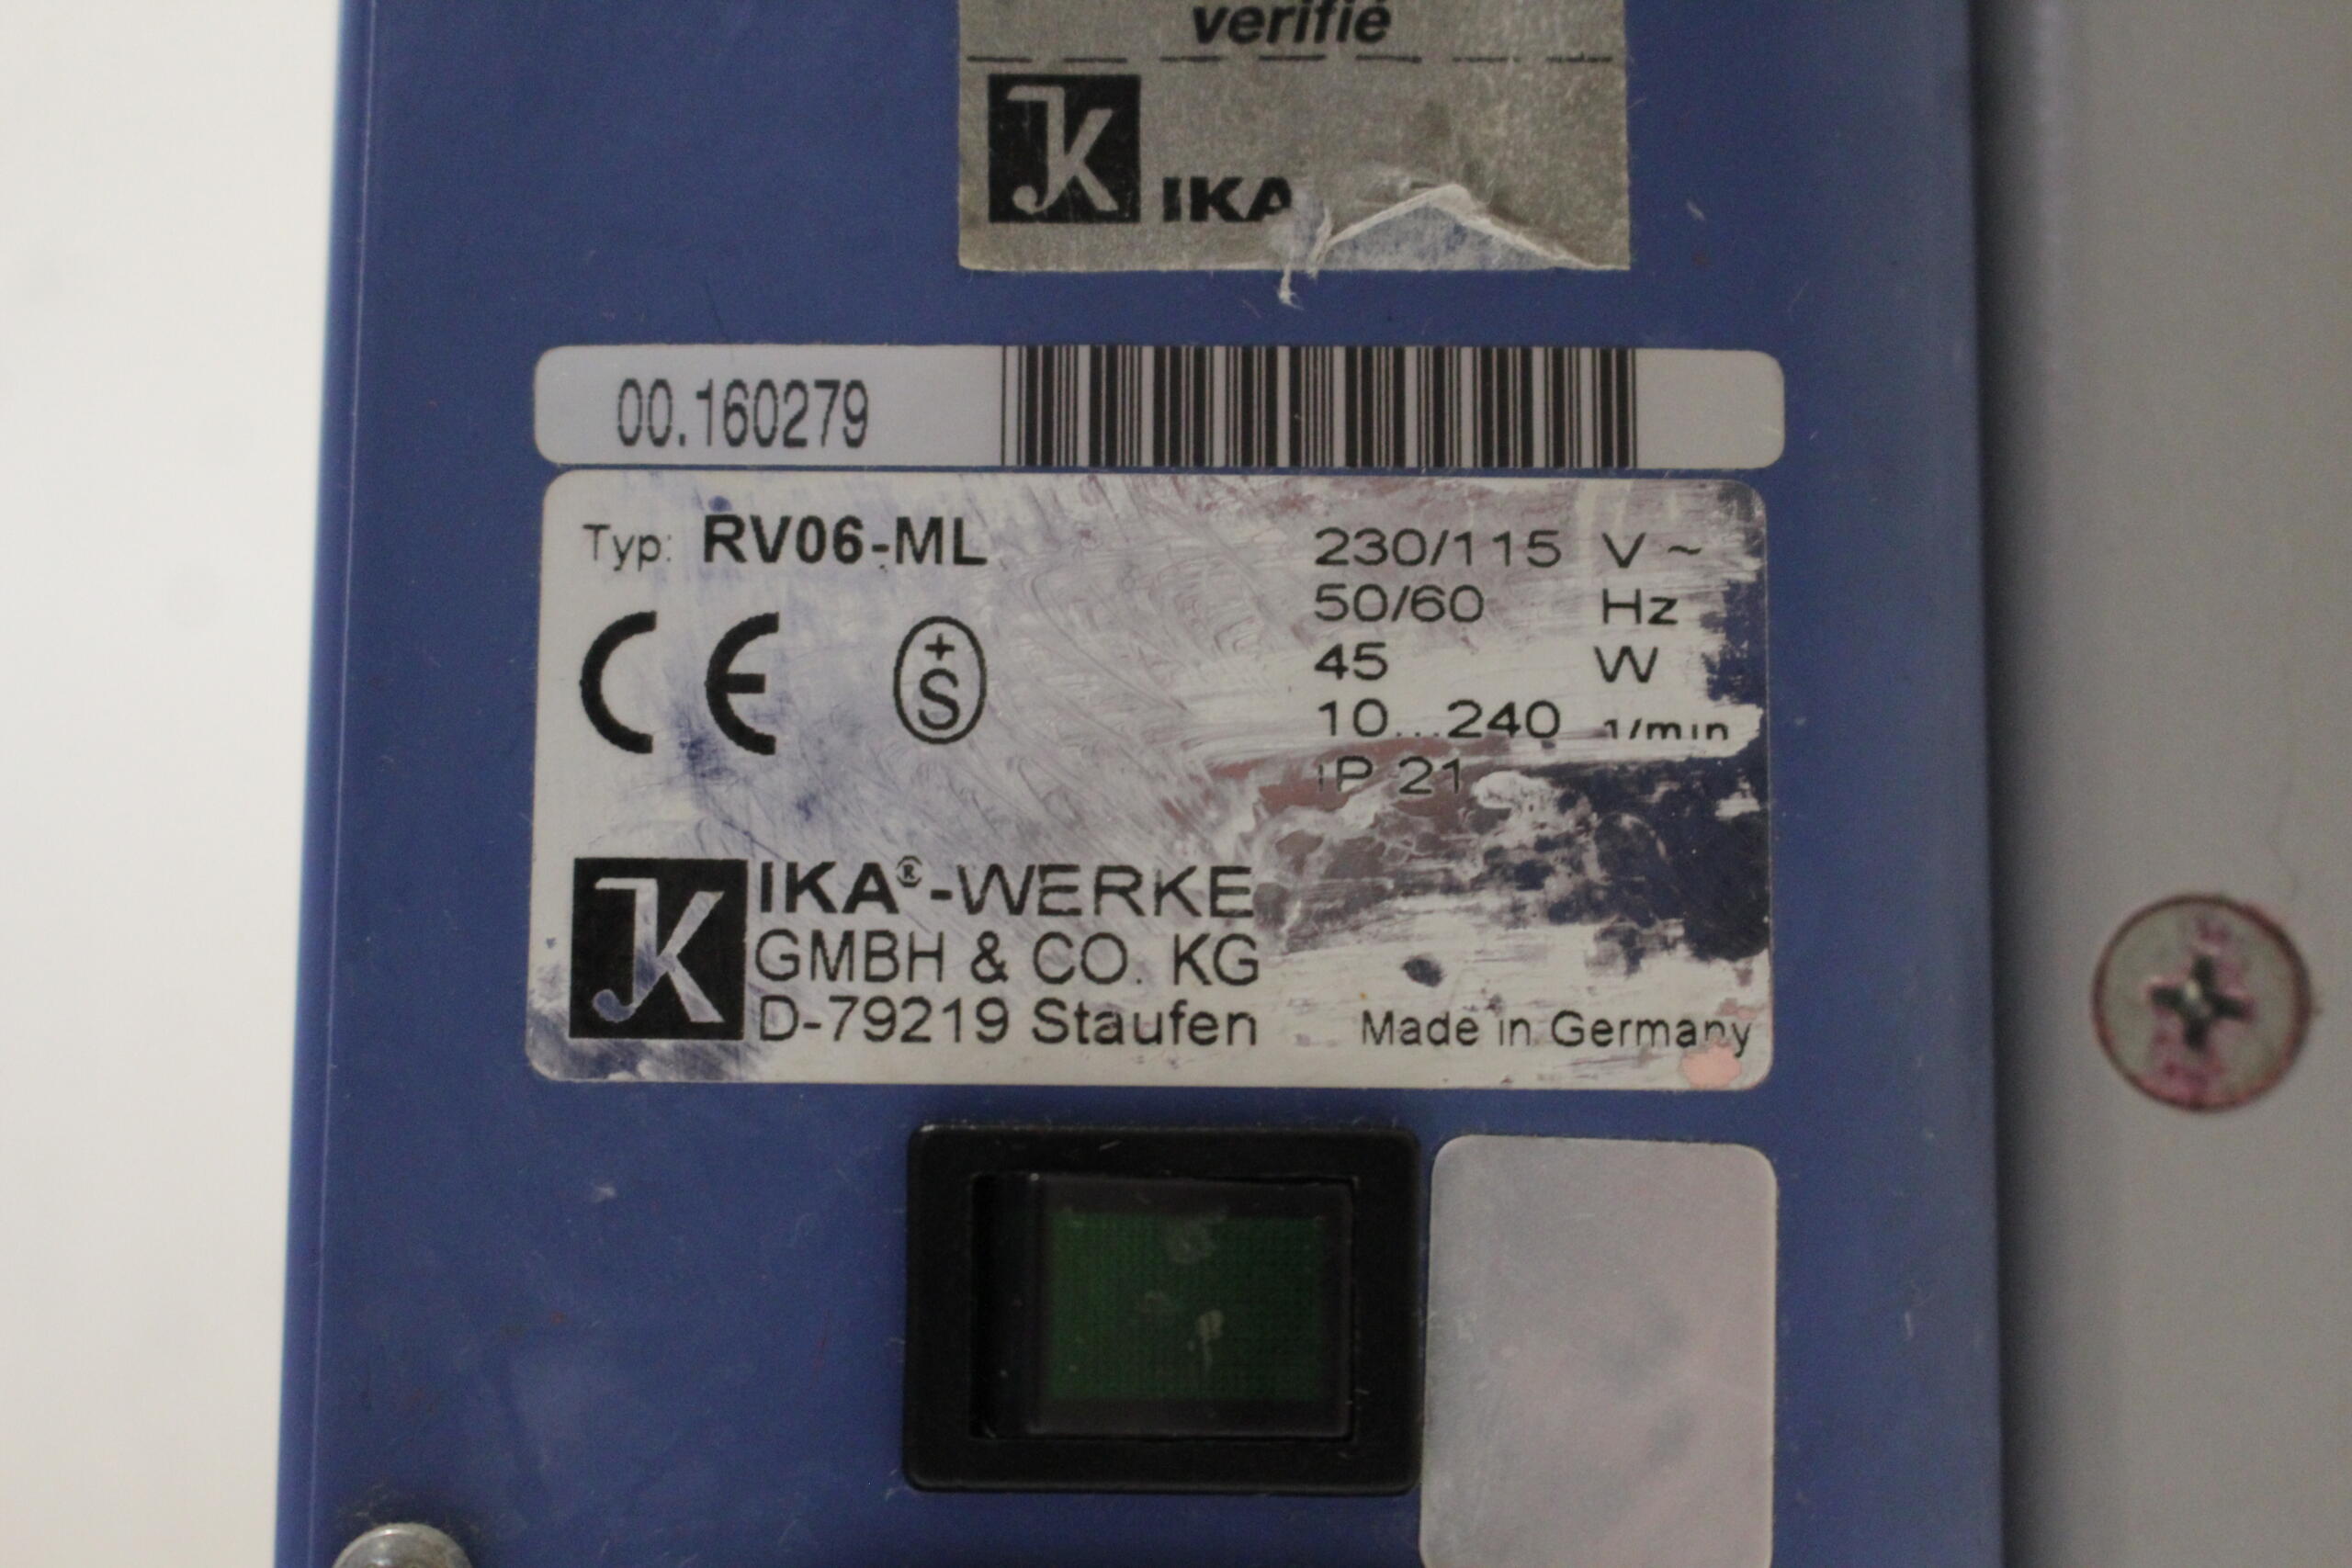 verifié
IKA
00.160279
Typ: RV06-ML
230/115 V ~
50/60 Hz
45 W
10...240 1/min
IP 21
CE
+
S
IKA®-WERKE
GMBH & CO. KG
D-79219 Staufen
Made in Germany